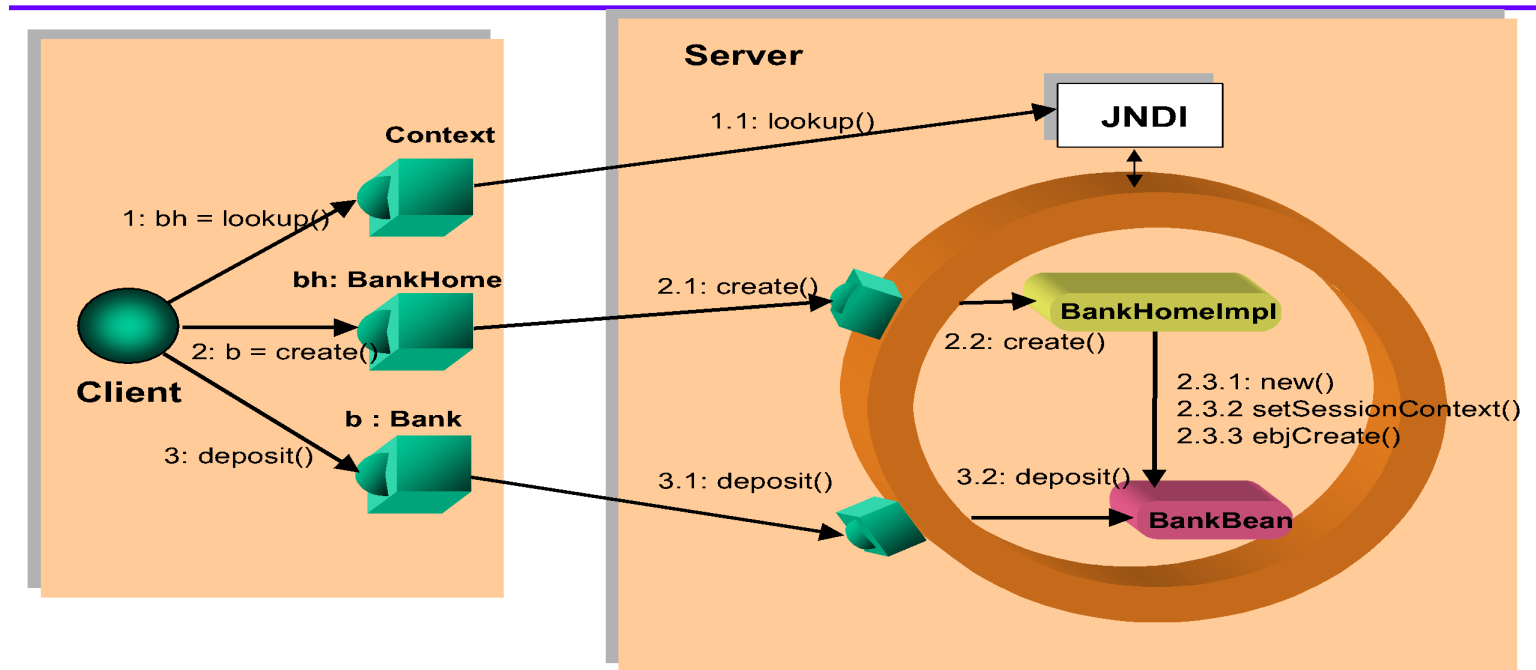 Server
JNDI
1.1: lookup()
Context
1: bh = lookup()
bh: BankHome
2.1: create()
BankHomeImpl
2: b = create()
2.2: create()
Client
2.3.1: new()
2.3.2 setSessionContext()
2.3.3 ebjCreate()
b : Bank
3: deposit()
3.1: deposit()
3.2: deposit()
BankBean